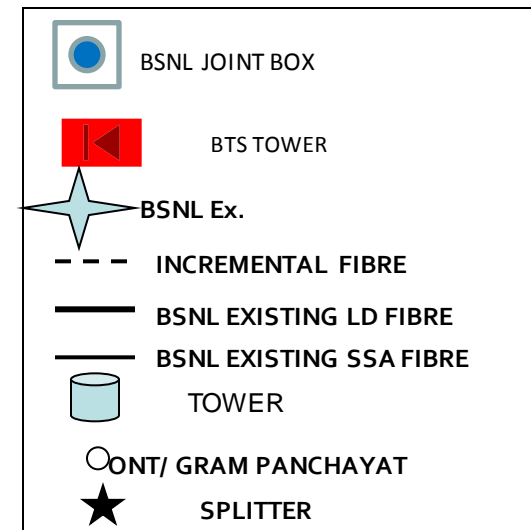 BSNL JOINT BOX
BTS TOWER
BSNL Ex.
INCREMENTAL FIBRE
BSNL EXISTING LD FIBRE
BSNL EXISTING SSA FIBRE
TOWER
ONT/ GRAM PANCHAYAT
SPLITTER